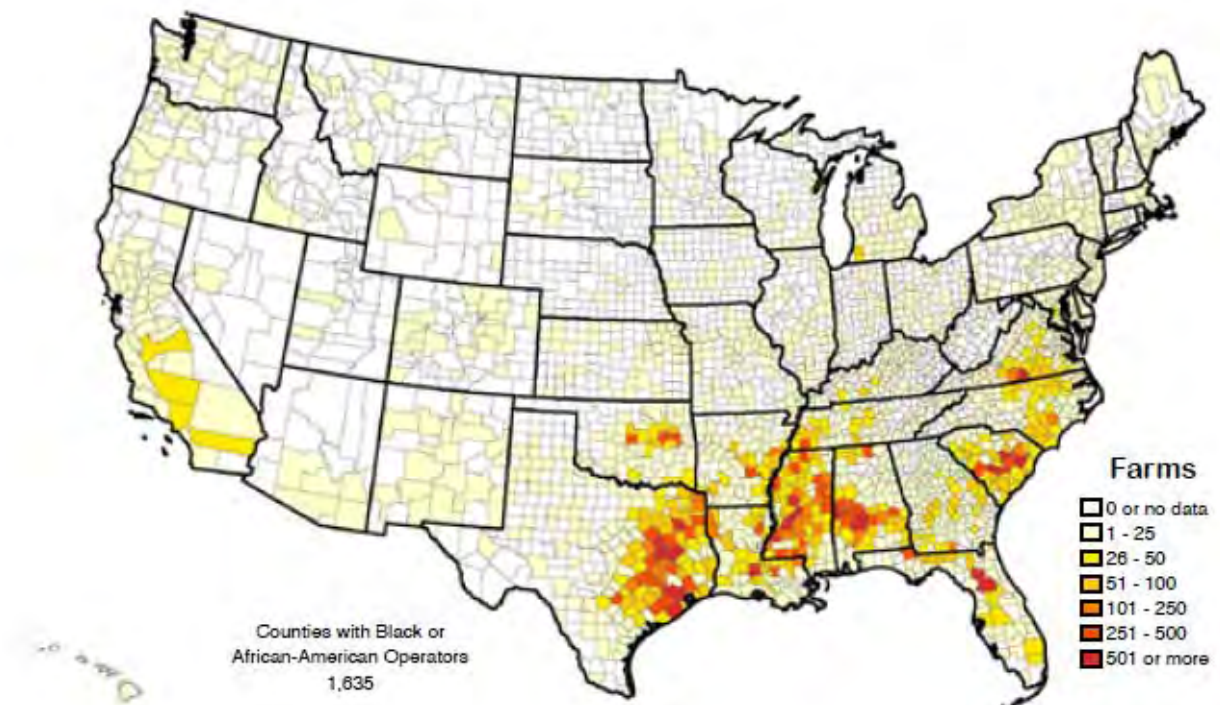 Farms
0 or no data
1 - 25
26 - 50
51 - 100
101 - 250
251 - 500
501 or more
Counties with Black or
African-American Operators
1,635